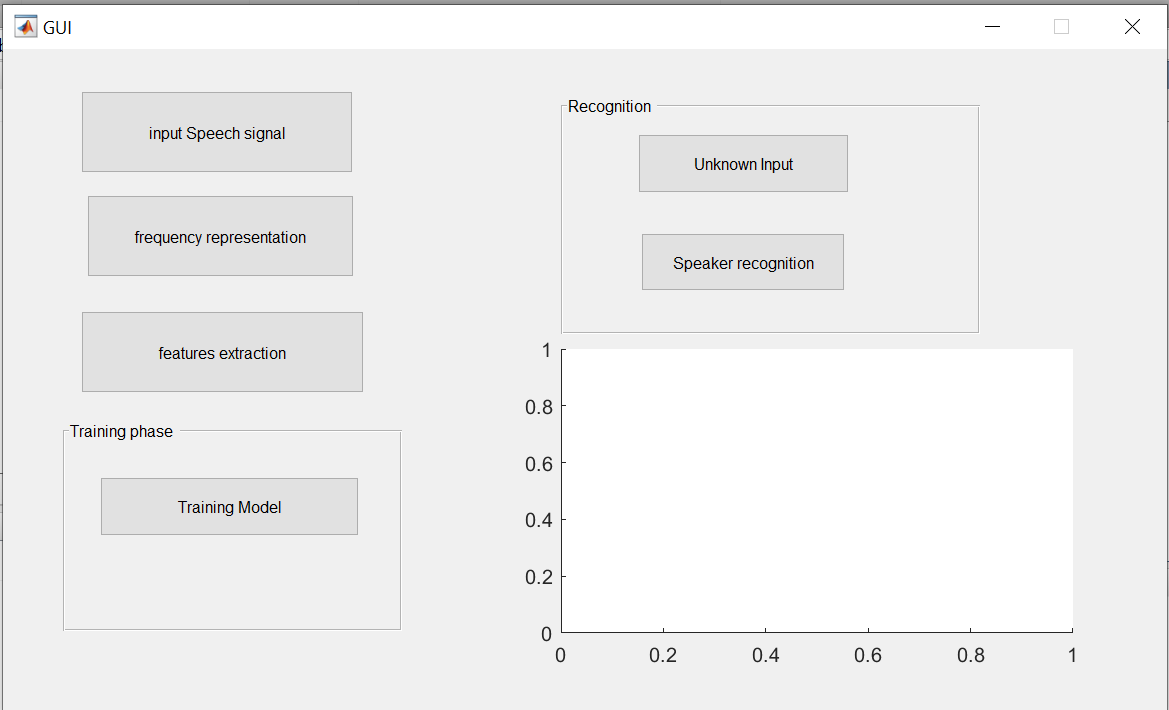 GUI
input Speech signal
frequency representation
features extraction
Training phase
Training Model
Recognition
Unknown Input
Speaker recognition
1
0.8
0.6
0.4
0.2
0
0 0.2 0.4 0.6 0.8 1